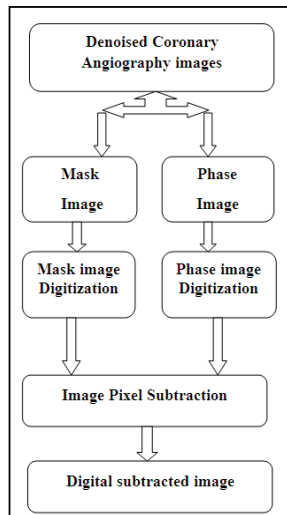 Denoised Coronary
Angiography images
Mask
Image
Phase
Image
Mask image
Digitization
Phase image
Digitization
Image Pixel Subtraction
Digital subtracted image